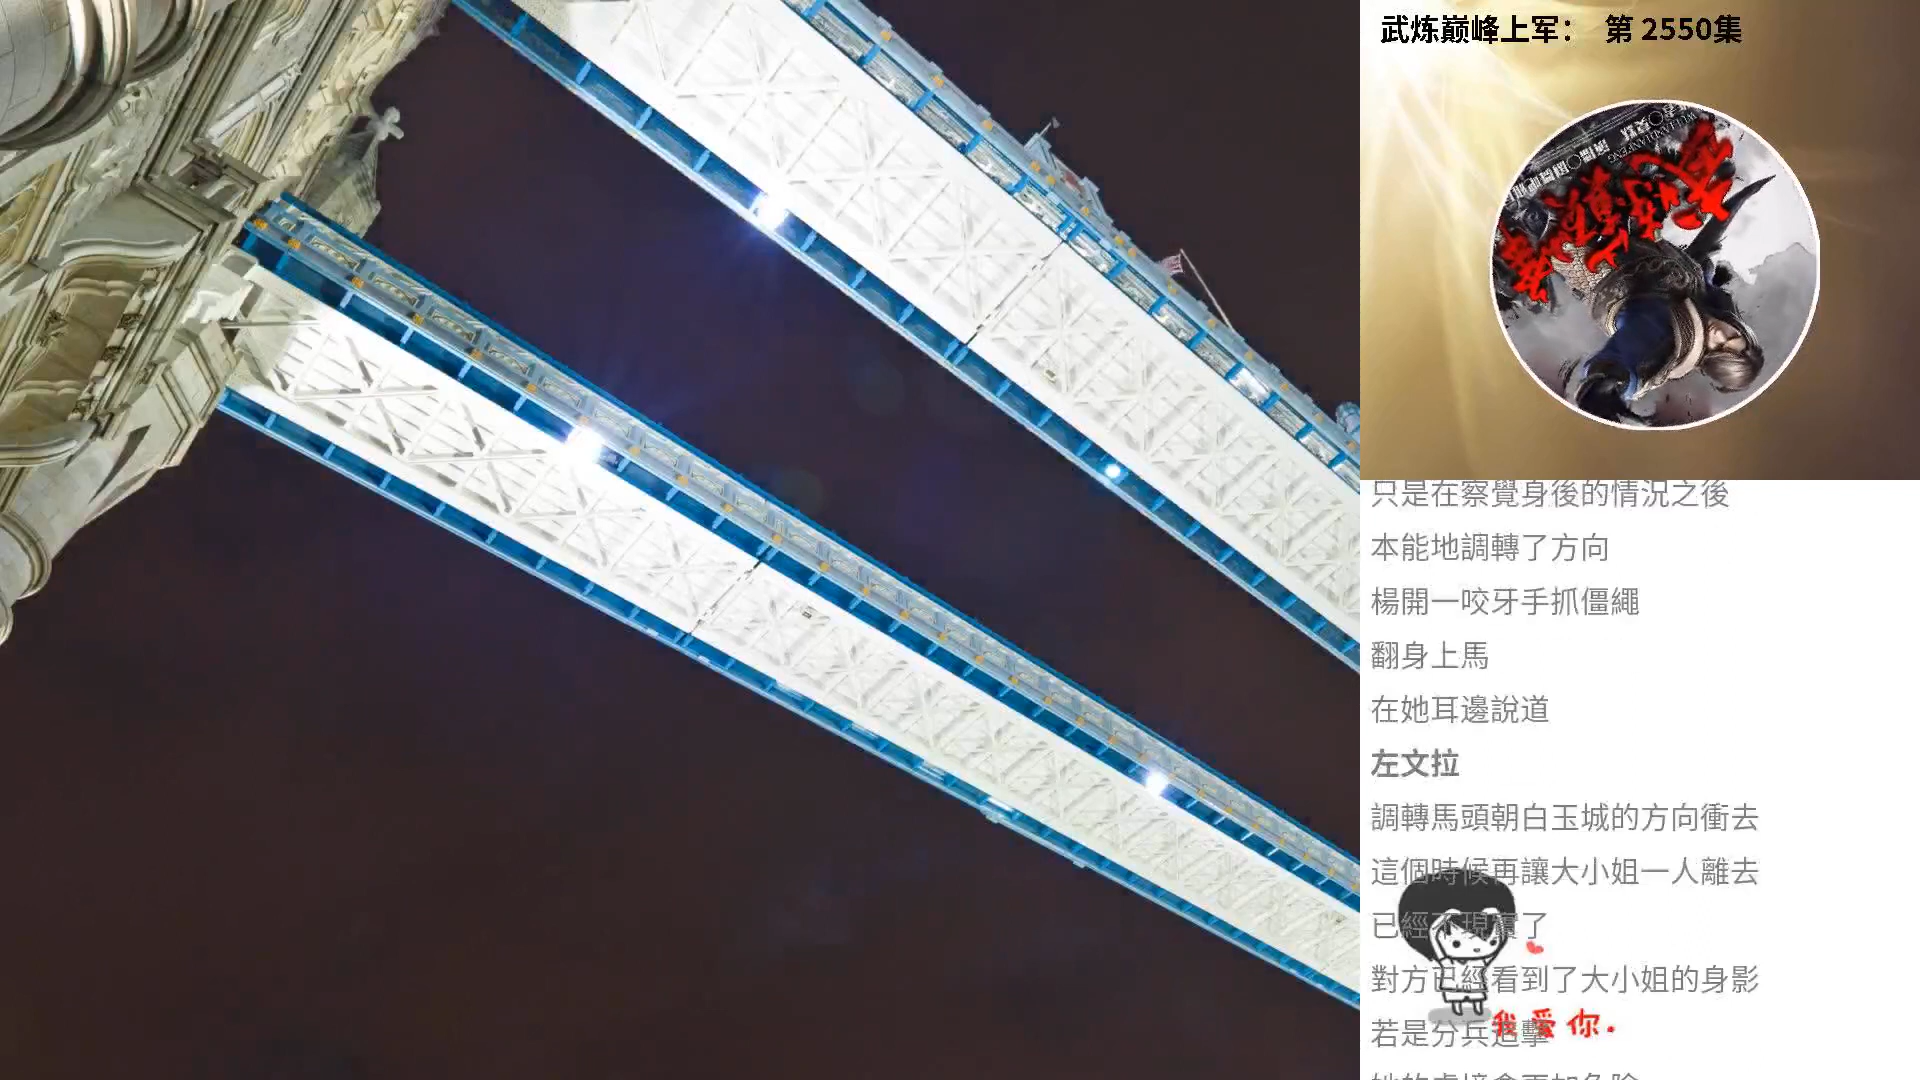 武炼巅峰上军： 第 2550集
WULIANDIANFENG
只是在察覺身後的情況之後
本能地調轉了方向
楊開一咬牙手抓僵繩
翻身上馬
在她耳邊說道
左文拉
調轉馬頭朝白玉城的方向衝去
這個時候再讓大小姐一人離去
已經不現實了
對方已經看到了大小姐的身影
我爱你.
若是分兵追擊